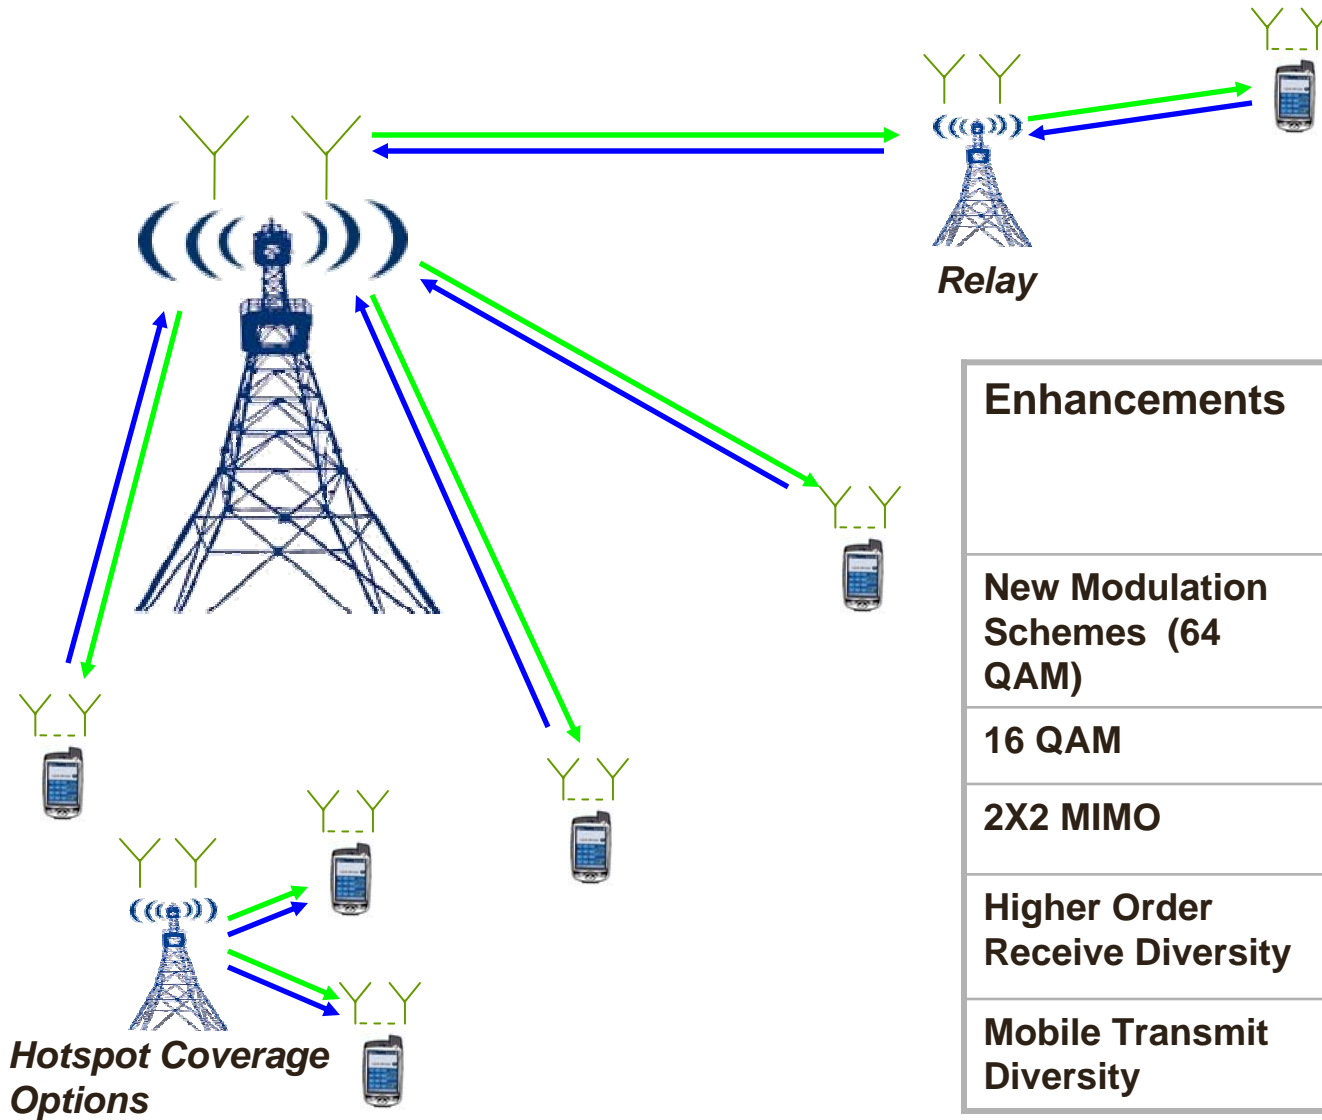 Relay
Enhancements
New Modulation
Schemes  (64
QAM)
16 QAM
2X2 MIMO
Higher Order
Receive Diversity
Mobile Transmit
Diversity
Hotspot Coverage
Options